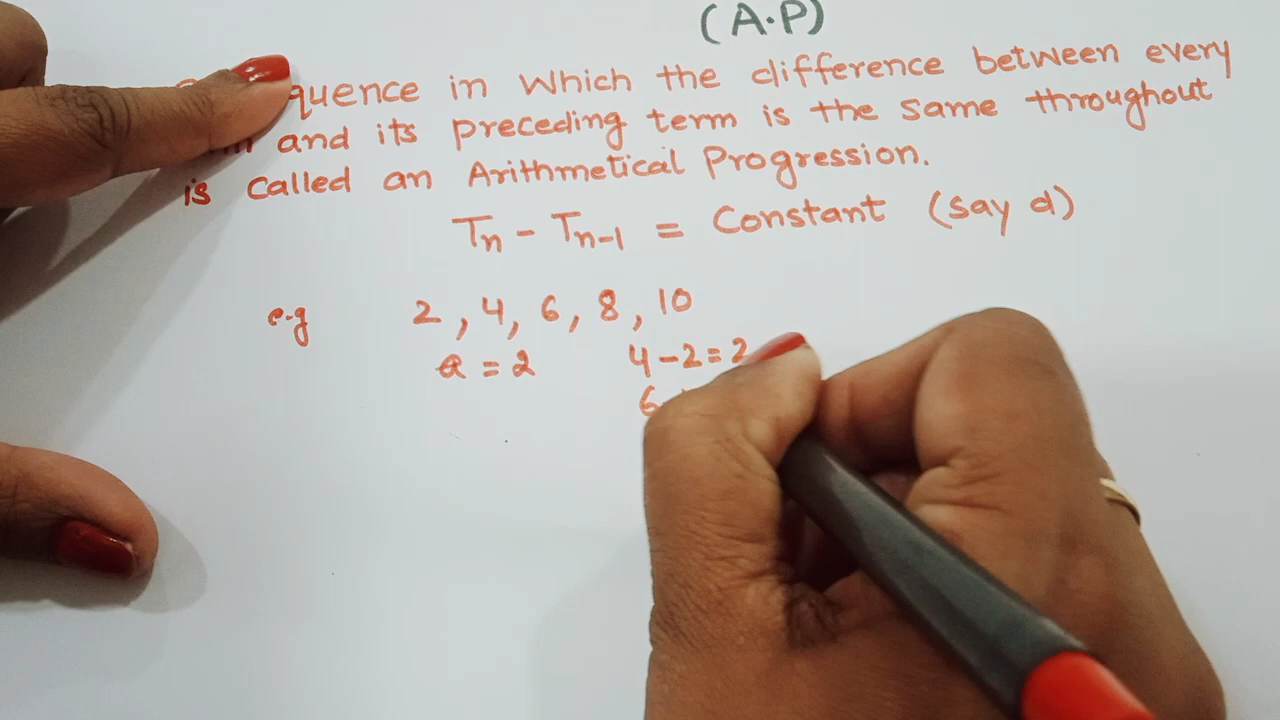 (A.P)
quence in Which the difference between every
and its preceding term is the same throughout
is called an Arithmetical Progression.
Tn - Tn-1 = Constant (say d)
e.g 2, 4, 6, 8, 10
a = 2 4-2=2
6